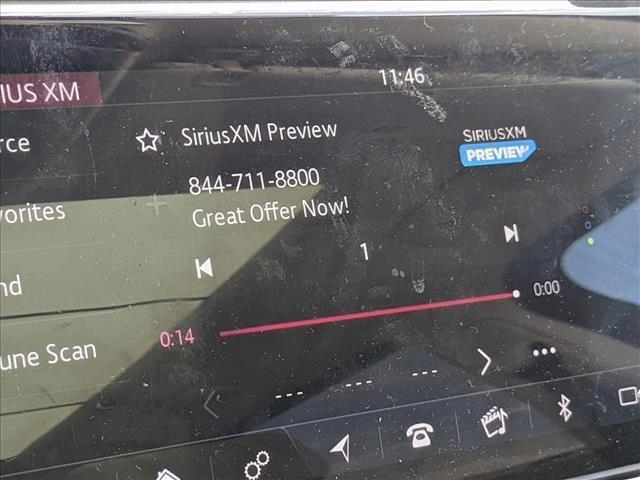 IUS XM
11:46
rce
SiriusXM Preview
SIRIUSXM
PREVIEW
844-711-8800
vorites
Great Offer Now!
1
nd
0:14
0:00
une Scan